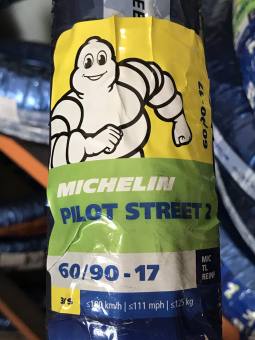 60/90-17
MICHELIN
PILOT STREET 2
60/90 - 17
MIC
TL
REINF
≤180 km/h | ≤111 mph | ≤125 kg